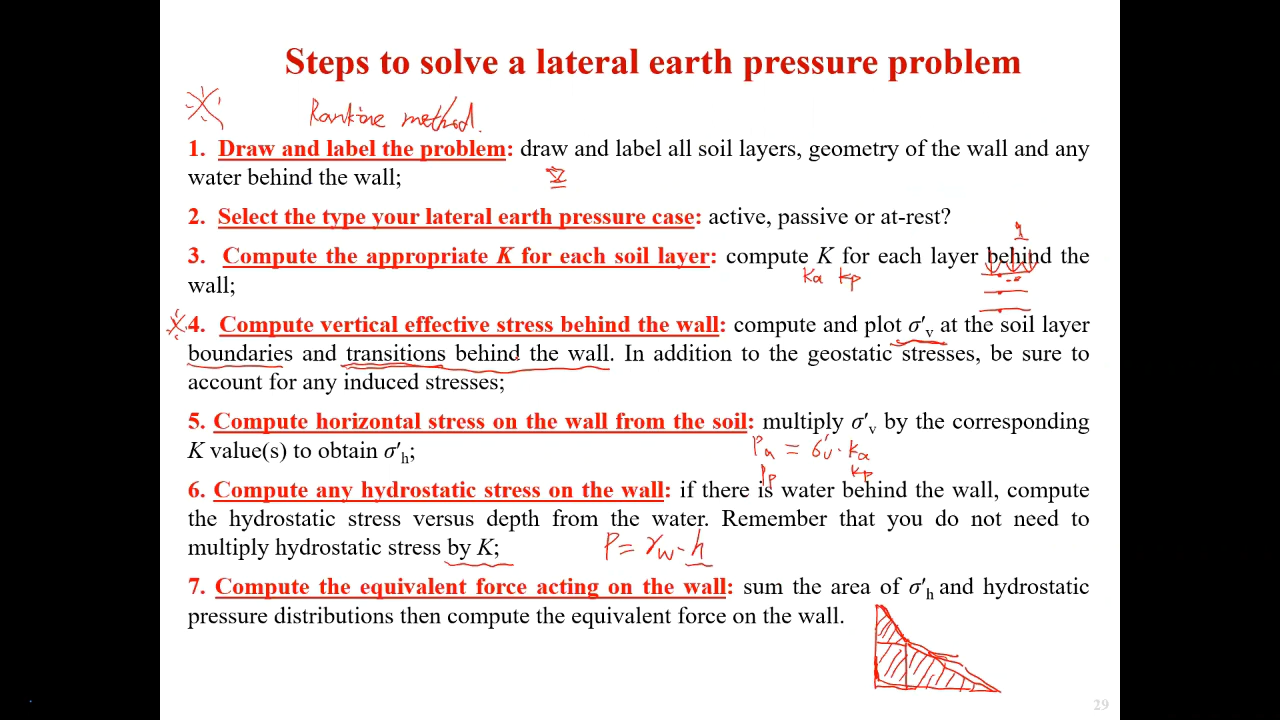 Steps to solve a lateral earth pressure problem
Rankine method.
1. Draw and label the problem: draw and label all soil layers, geometry of the wall and any
water behind the wall;
2. Select the type your lateral earth pressure case: active, passive or at-rest?
q
3. Compute the appropriate K for each soil layer: compute K for each layer behind the
Ka Kp
wall;
4. Compute vertical effective stress behind the wall: compute and plot σ′v at the soil layer
boundaries and transitions behind the wall. In addition to the geostatic stresses, be sure to
account for any induced stresses;
5. Compute horizontal stress on the wall from the soil: multiply σ′v by the corresponding
K value(s) to obtain σ′h;
Pa = σ'v · Ka
Pp Kp
6. Compute any hydrostatic stress on the wall: if there is water behind the wall, compute
the hydrostatic stress versus depth from the water. Remember that you do not need to
multiply hydrostatic stress by K;
P = γw · h
7. Compute the equivalent force acting on the wall: sum the area of σ′h and hydrostatic
pressure distributions then compute the equivalent force on the wall.
29